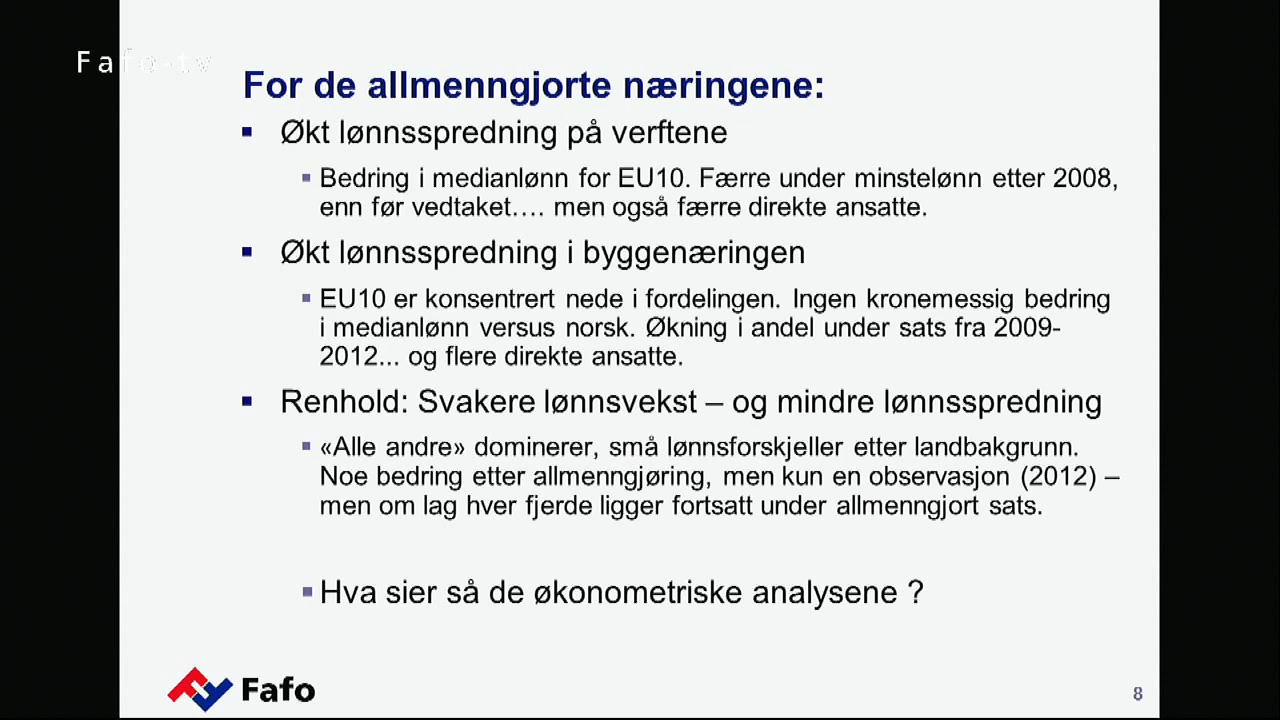 Fafo-tv
For de allmenngjorte næringene:
Økt lønnsspredning på verftene
Bedring i medianlønn for EU10. Færre under minstelønn etter 2008,
enn før vedtaket…. men også færre direkte ansatte.
Økt lønnsspredning i byggenæringen
EU10 er konsentrert nede i fordelingen. Ingen kronemessig bedring
i medianlønn versus norsk. Økning i andel under sats fra 2009-
2012... og flere direkte ansatte.
Renhold: Svakere lønnsvekst – og mindre lønnsspredning
«Alle andre» dominerer, små lønnsforskjeller etter landbakgrunn.
Noe bedring etter allmenngjøring, men kun en observasjon (2012) –
men om lag hver fjerde ligger fortsatt under allmenngjort sats.
Hva sier så de økonometriske analysene ?
Fafo
8